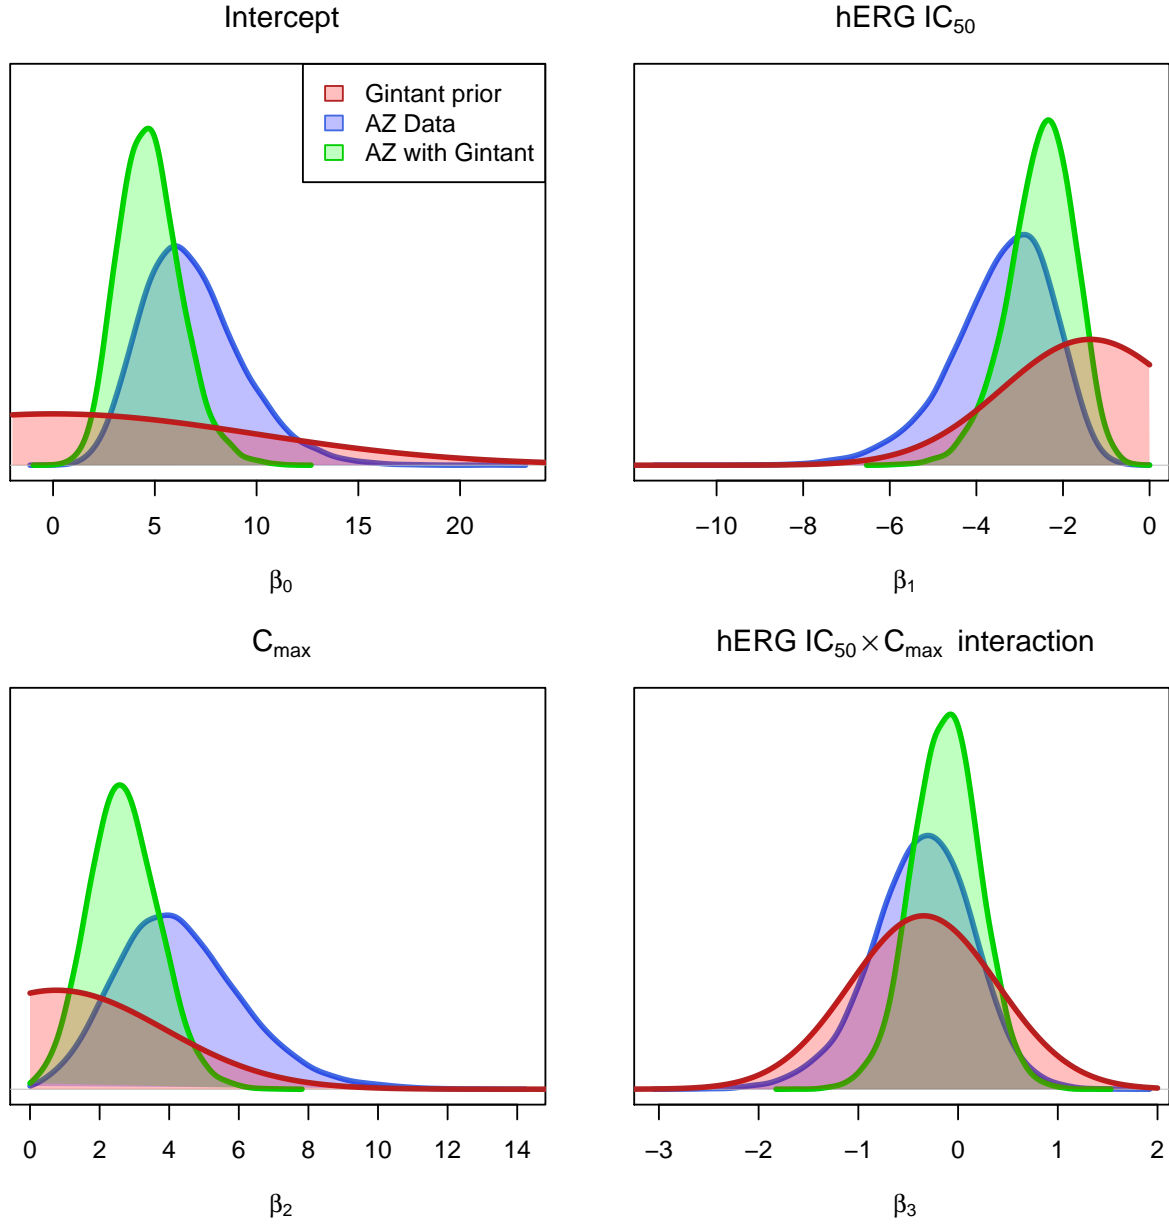 Intercept
Gintant prior
AZ Data
AZ with Gintant
0 5 10 15 20
β₀
hERG IC₅₀
−10 −8 −6 −4 −2 0
β₁
Cₘₐₓ
0 2 4 6 8 10 12 14
β₂
hERG IC₅₀ × Cₘₐₓ interaction
−3 −2 −1 0 1 2
β₃